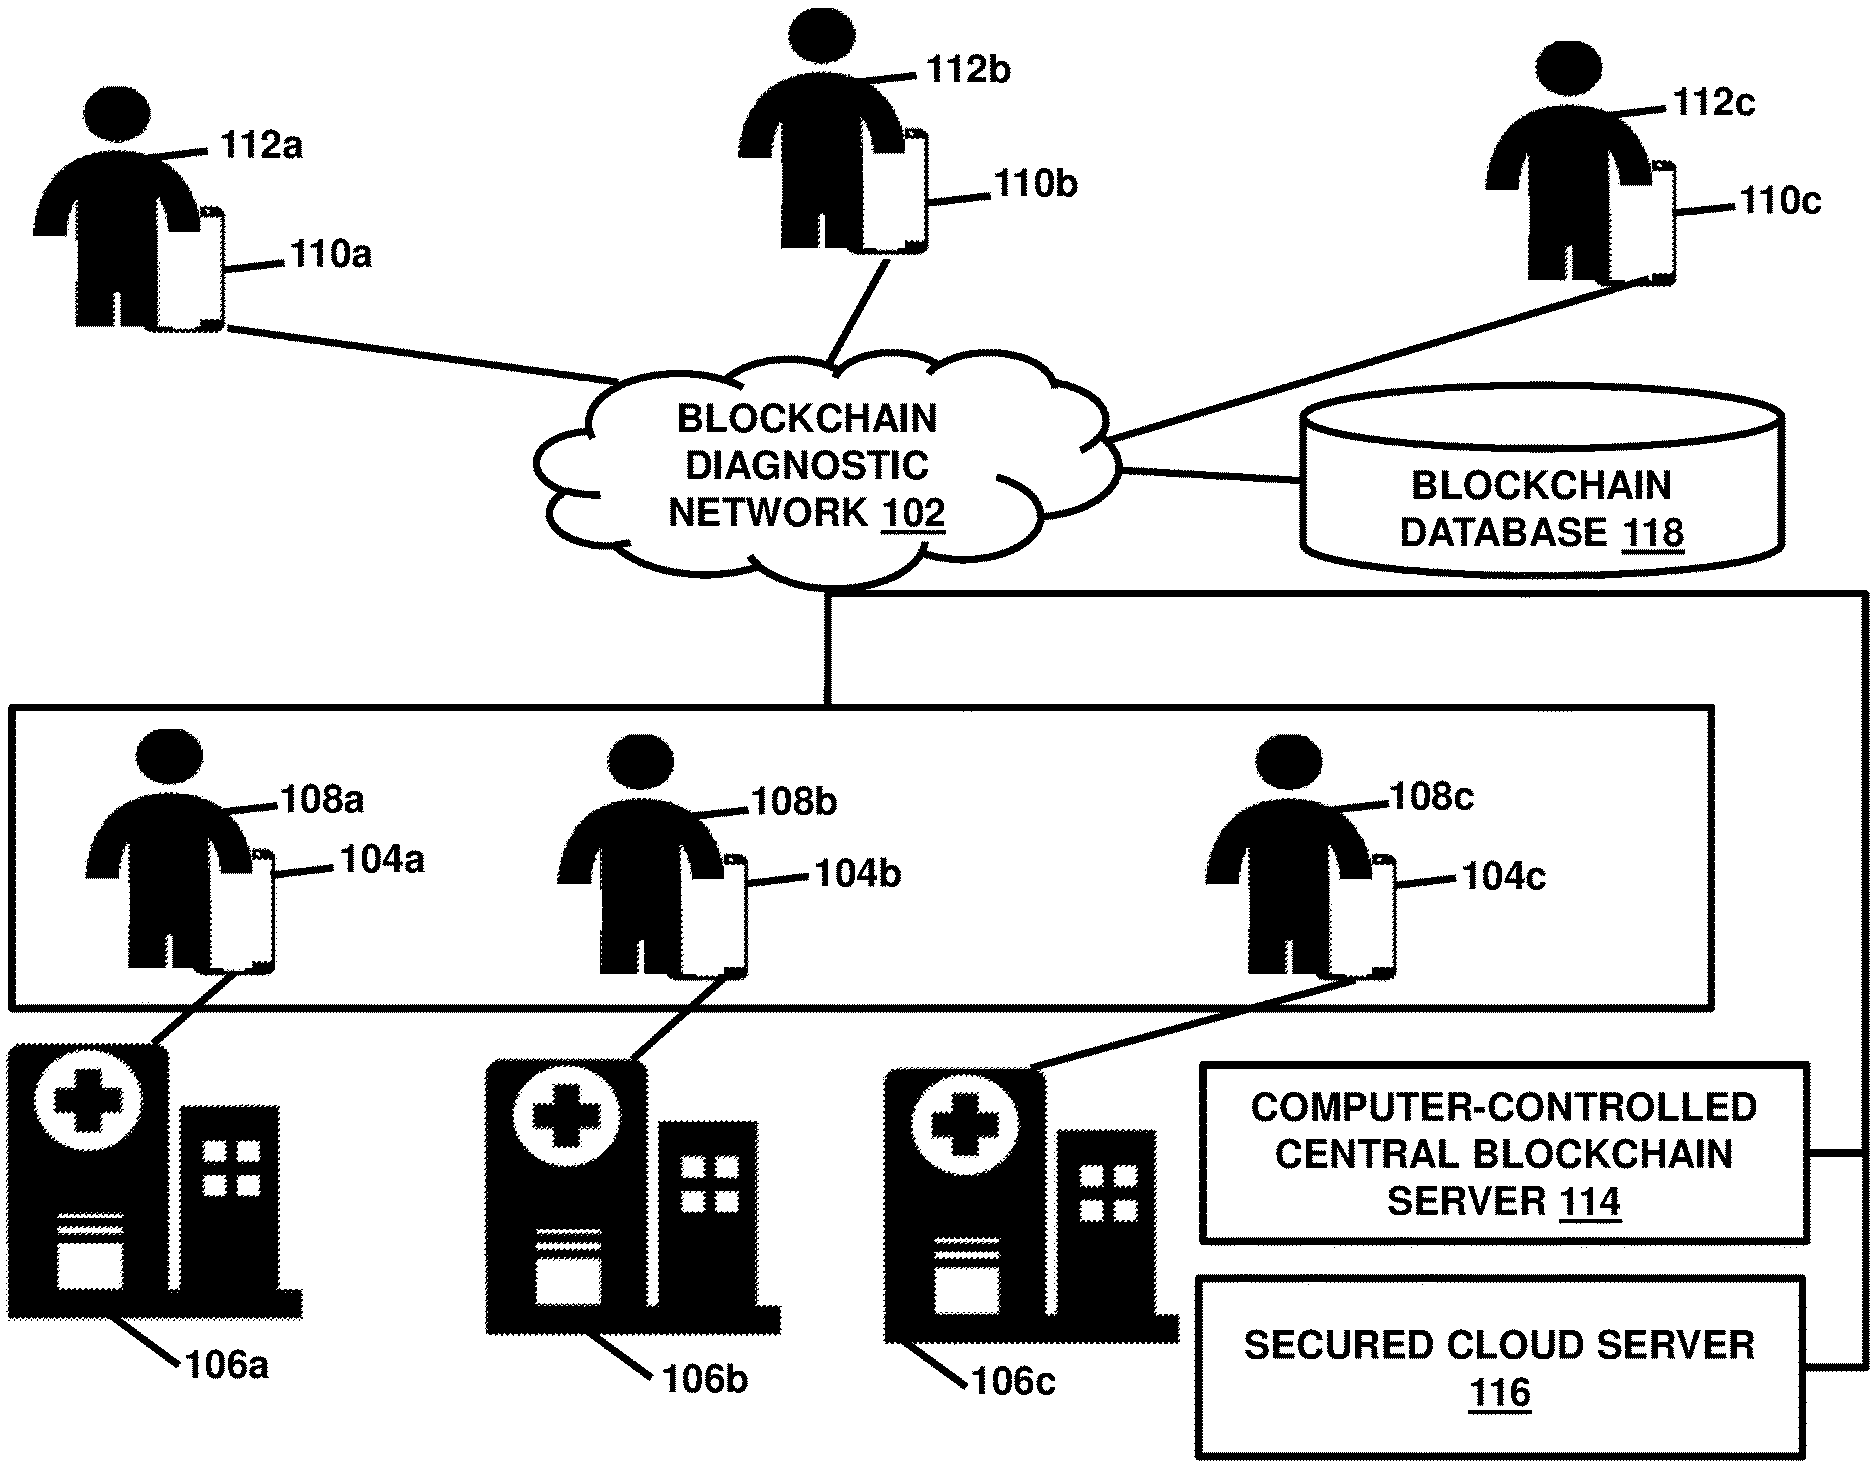 112b
112c
112a
110b
110c
110a
BLOCKCHAIN
DIAGNOSTIC
NETWORK 102
BLOCKCHAIN
DATABASE 118
108a
108b
108c
104a
104b
104c
COMPUTER-CONTROLLED
CENTRAL BLOCKCHAIN
SERVER 114
SECURED CLOUD SERVER
116
106a
106b
106c